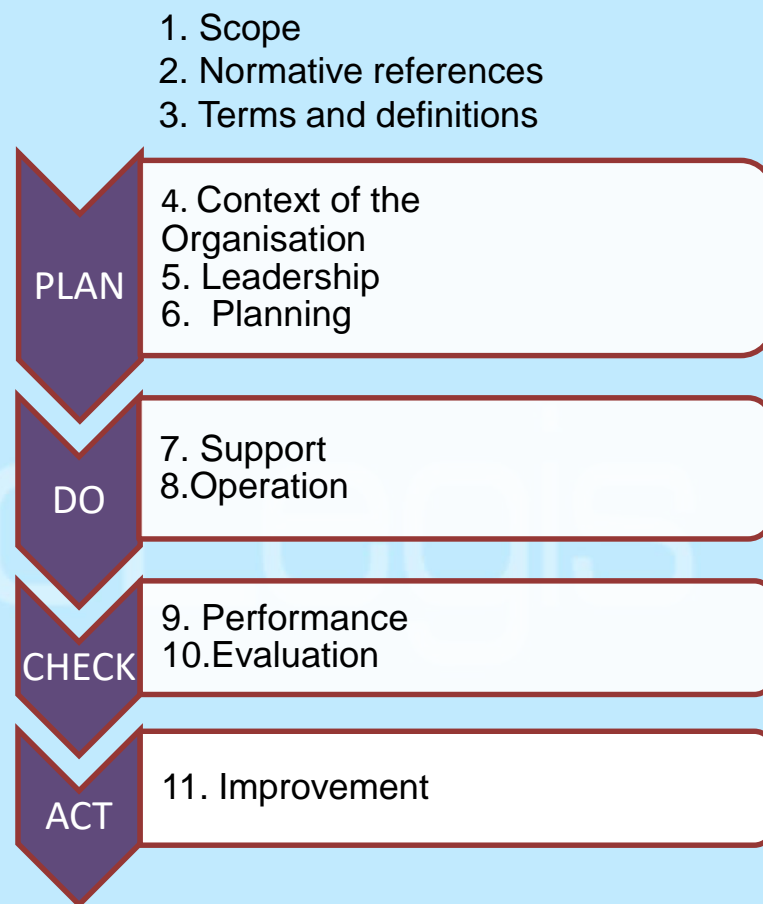 1. Scope
2. Normative references
3. Terms and definitions
PLAN
4. Context of the
Organisation
5. Leadership
6. Planning
DO
7. Support
8.Operation
CHECK
9. Performance
10.Evaluation
ACT
11. Improvement